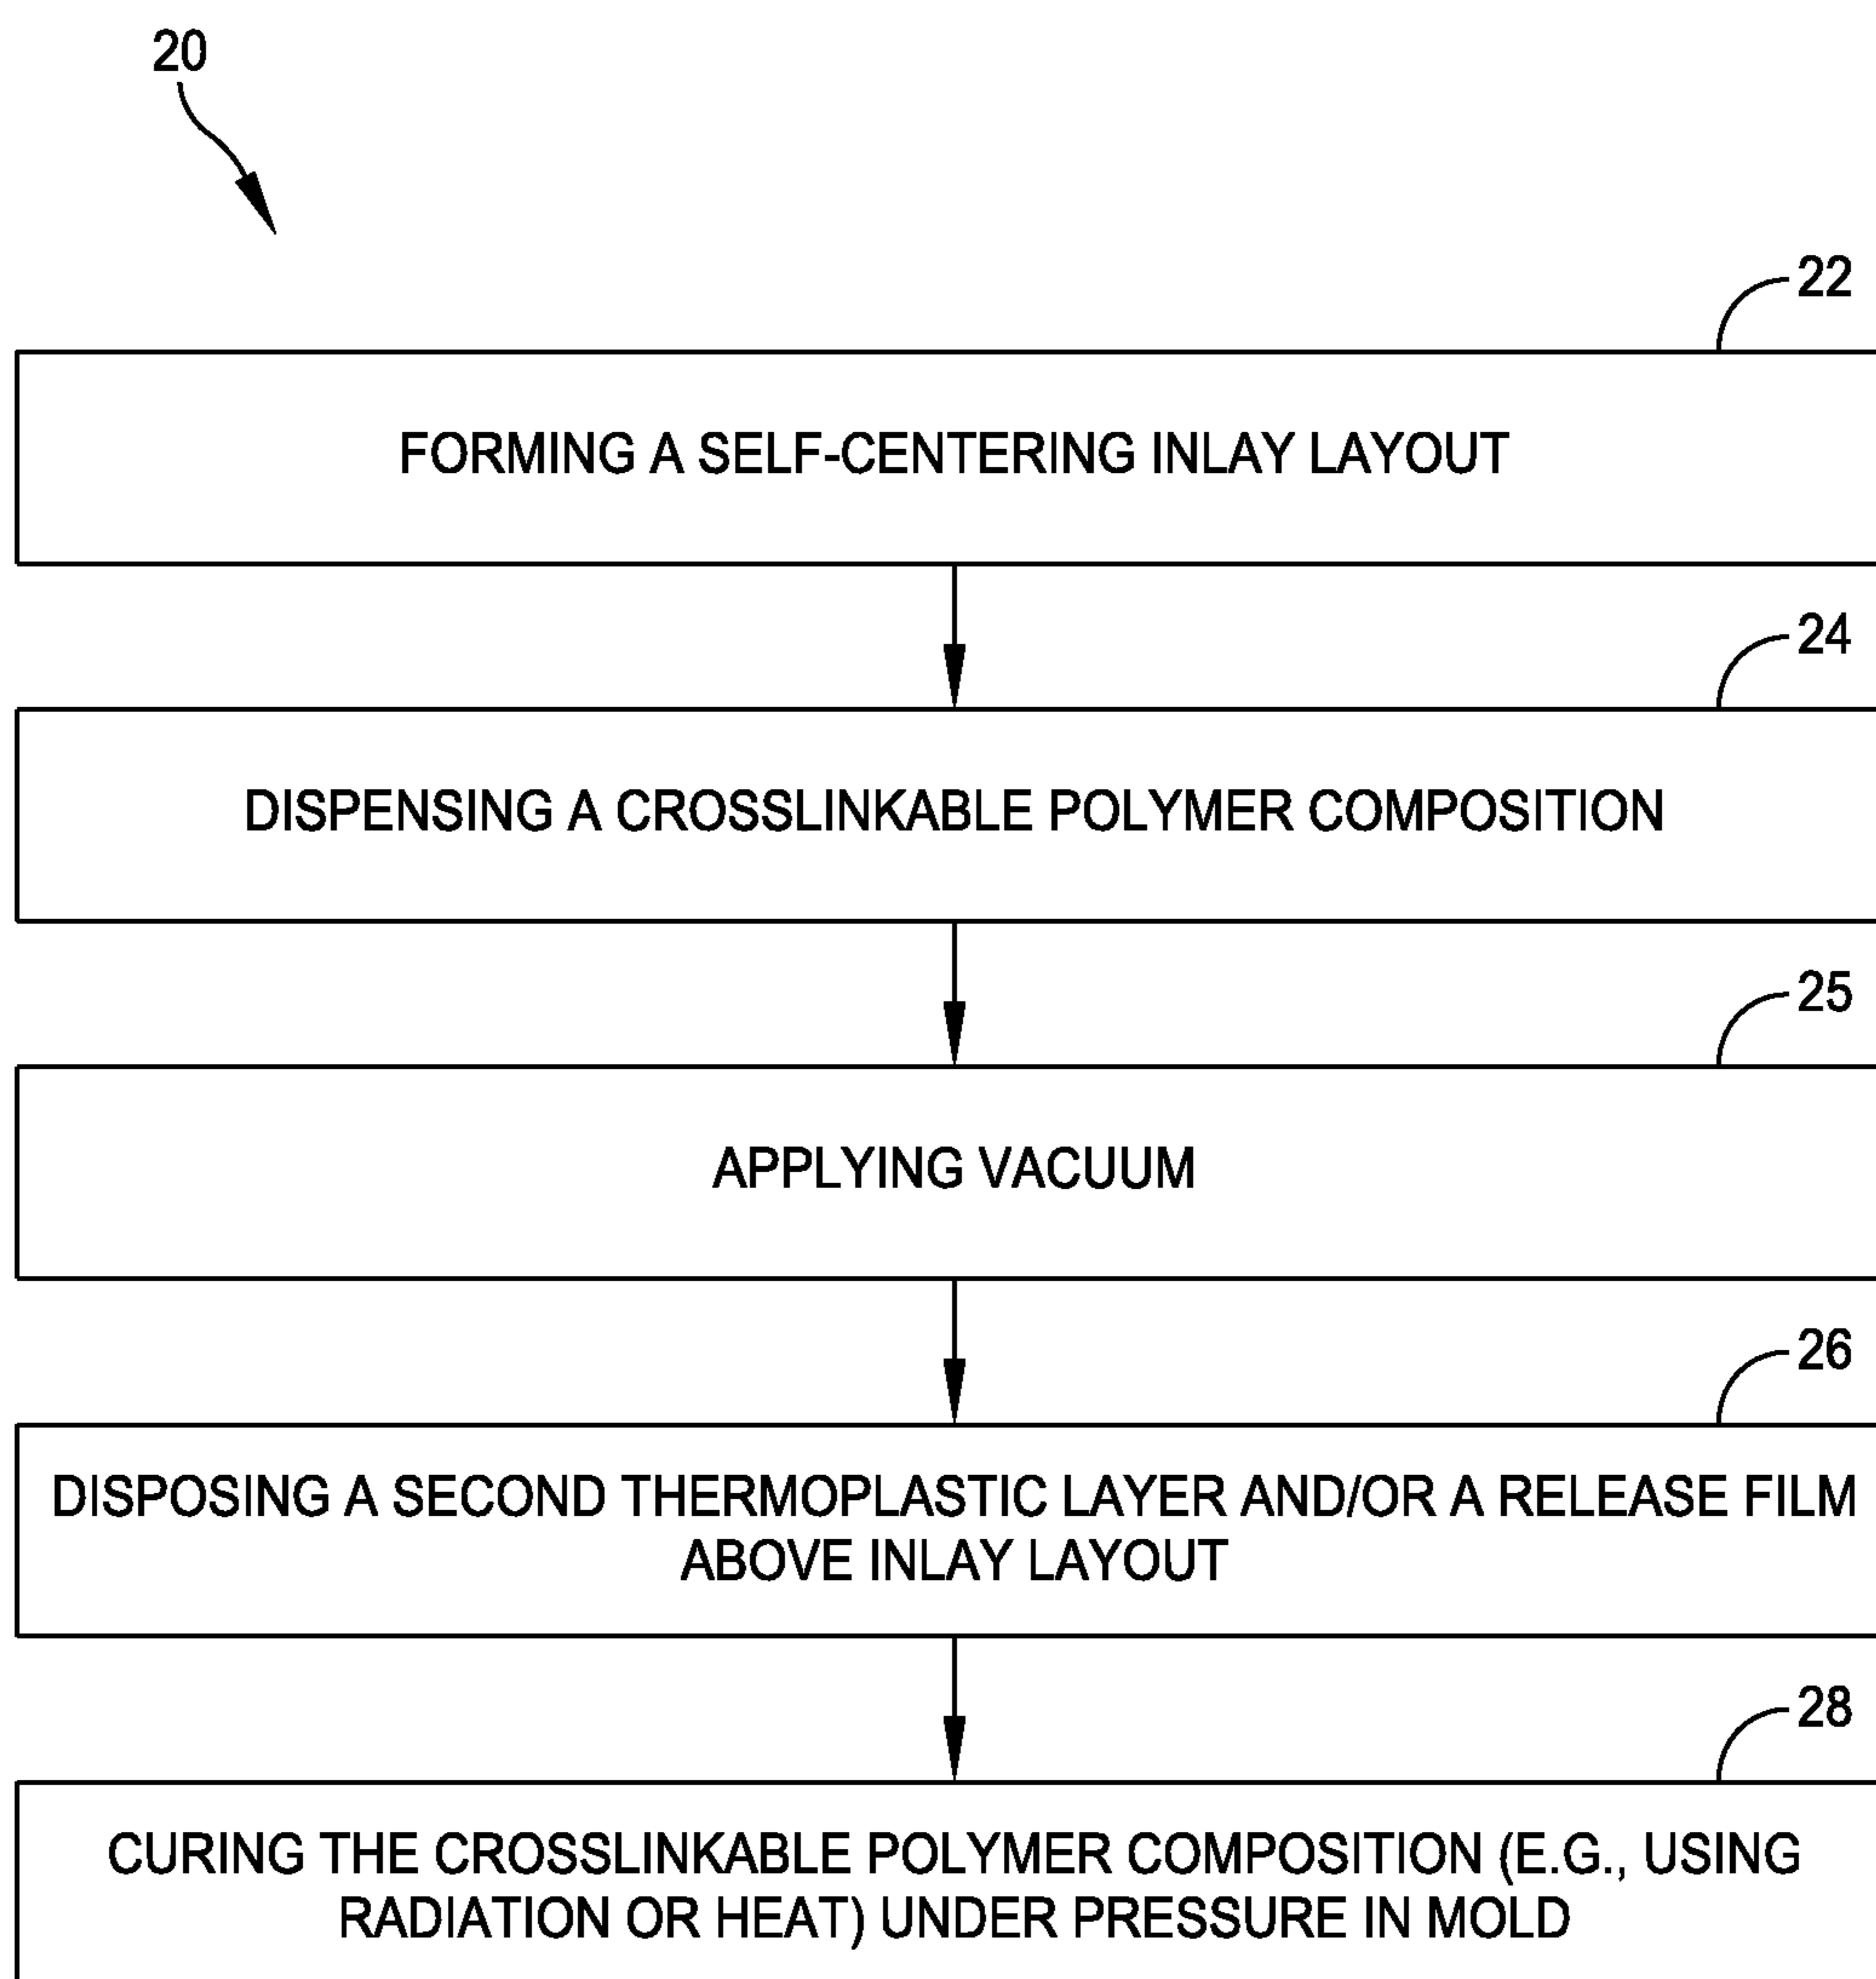 20
22
FORMING A SELF-CENTERING INLAY LAYOUT
24
DISPENSING A CROSSLINKABLE POLYMER COMPOSITION
25
APPLYING VACUUM
26
DISPOSING A SECOND THERMOPLASTIC LAYER AND/OR A RELEASE FILM
ABOVE INLAY LAYOUT
28
CURING THE CROSSLINKABLE POLYMER COMPOSITION (E.G., USING
RADIATION OR HEAT) UNDER PRESSURE IN MOLD